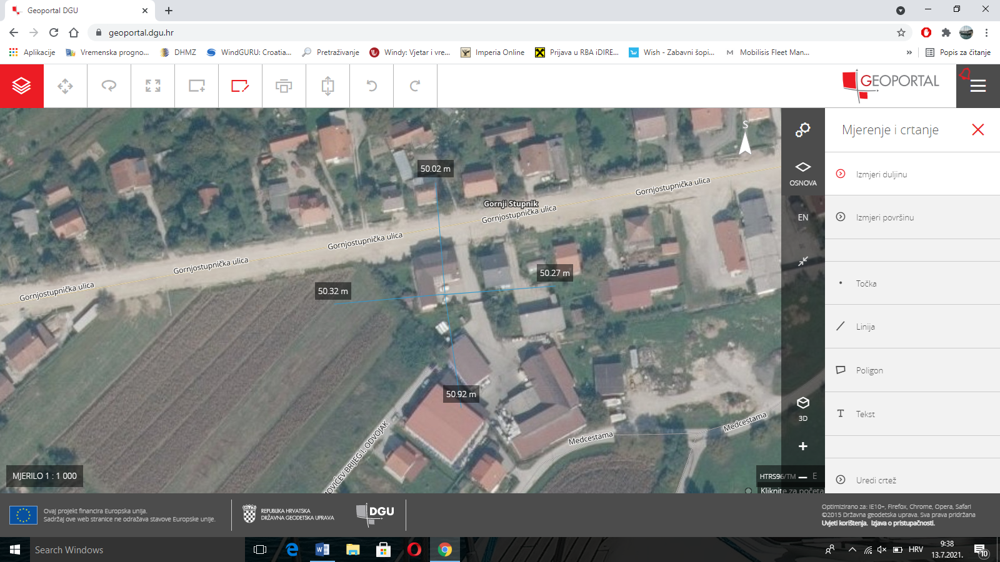 Geoportal DGU
geoportal.dgu.hr
Aplikacije
Vremenska progno...
DHMZ
WindGURU: Croatia...
Pretraživanje
Windy: Vjetar i vre...
Imperia Online
Prijava u RBA iDIRE...
Wish - Zabavni šopi...
Mobilisis Fleet Man...
»
Popis za čitanje
GEOPORTAL
Mjerenje i crtanje
S
OSNOVA
EN
3D
Izmjeri duljinu
Izmjeri površinu
Točka
Linija
Poligon
Tekst
Uredi crtež
50.02 m
Gornjostupnička ulica
Gornji Stupnik
Gornjostupnička ulica
Gornjostupnička ulica
Gornjostupnička ulica
Gornjostupnička ulica
50.27 m
50.32 m
50.92 m
Medcestama
Medcestama
OVIĆEV BRIJEG I. ODVOJAK
MJERILO 1 : 1 000
HTRS96/TM
E
Kliknite za početa
Ovaj projekt financira Europska unija.
Sadržaj ove web stranice ne odražava stavove Europske unije.
REPUBLIKA HRVATSKA
DRŽAVNA GEODETSKA UPRAVA
DGU
Optimizirano za: IE10+, Firefox, Chrome, Opera, Safari
©2015 Državna geodetska uprava. Sva prava pridržana
Uvjeti korištenja. Izjava o pristupačnosti.
Search Windows
HRV
9:38
13.7.2021.
10